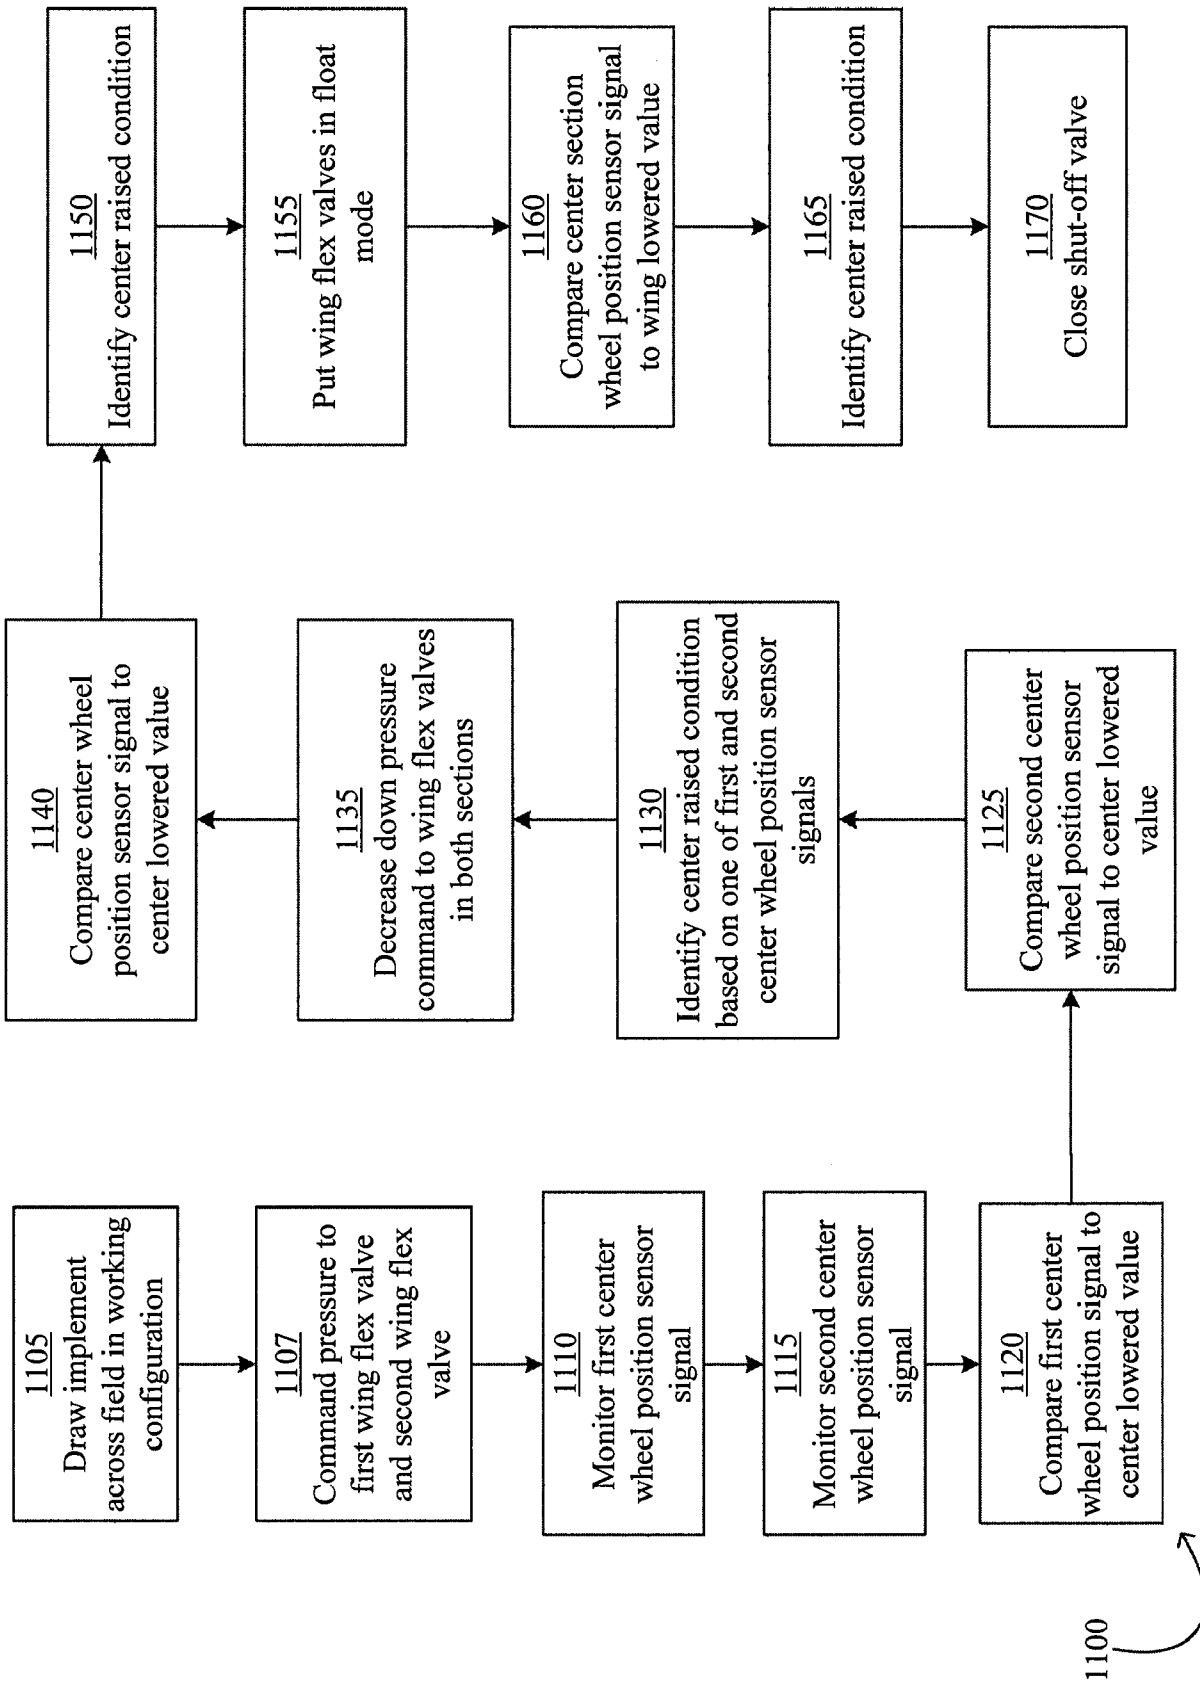 1105
Draw implement
across field in working
configuration
1107
Command pressure to
first wing flex valve
and second wing flex
valve
1110
Monitor first center
wheel position sensor
signal
1115
Monitor second center
wheel position sensor
signal
1120
Compare first center
wheel position signal to
center lowered value
1125
Compare second center
wheel position sensor
signal to center lowered
value
1130
Identify center raised condition
based on one of first and second
center wheel position sensor
signals
1135
Decrease down pressure
command to wing flex valves
in both sections
1140
Compare center wheel
position sensor signal to
center lowered value
1150
Identify center raised condition
1155
Put wing flex valves in float
mode
1160
Compare center section
wheel position sensor signal
to wing lowered value
1165
Identify center raised condition
1170
Close shut-off valve
1100